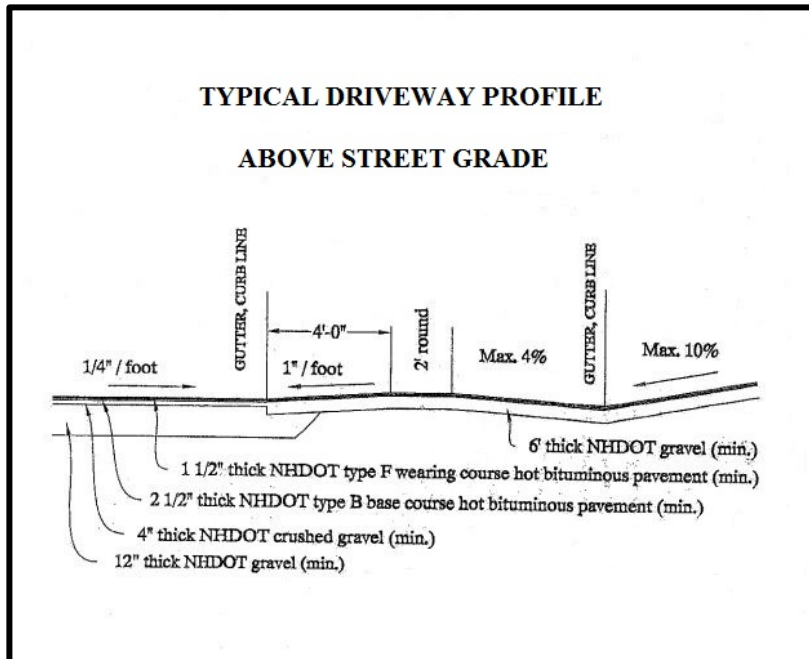 TYPICAL DRIVEWAY PROFILE
ABOVE STREET GRADE
GUTTER, CURB LINE
4'-0"
2' round
GUTTER, CURB LINE
1/4" / foot
1" / foot
Max. 4%
Max. 10%
6' thick NHDOT gravel (min.)
1 1/2" thick NHDOT type F wearing course hot bituminous pavement (min.)
2 1/2" thick NHDOT type B base course hot bituminous pavement (min.)
4" thick NHDOT crushed gravel (min.)
12" thick NHDOT gravel (min.)